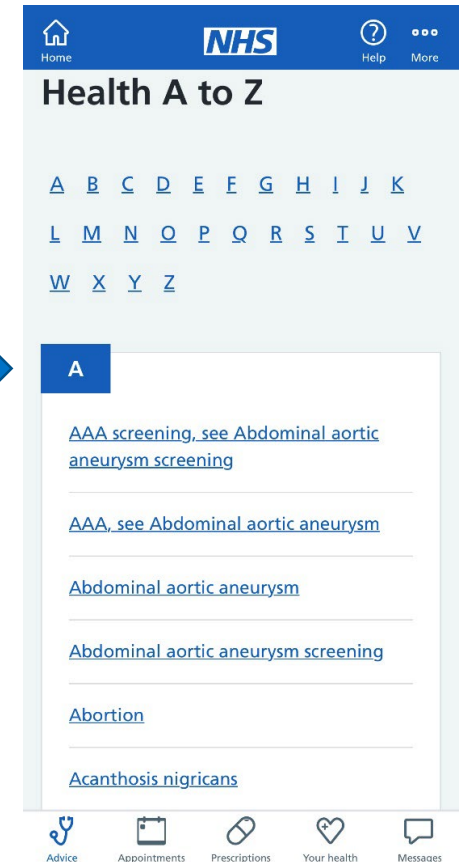 NHS
Home
Help
More
Health A to Z
A B C D E F G H I J K
L M N O P Q R S T U V
W X Y Z
A
AAA screening, see Abdominal aortic
aneurysm screening
AAA, see Abdominal aortic aneurysm
Abdominal aortic aneurysm
Abdominal aortic aneurysm screening
Abortion
Acanthosis nigricans
Advice
Appointments
Prescriptions
Your health
Messages